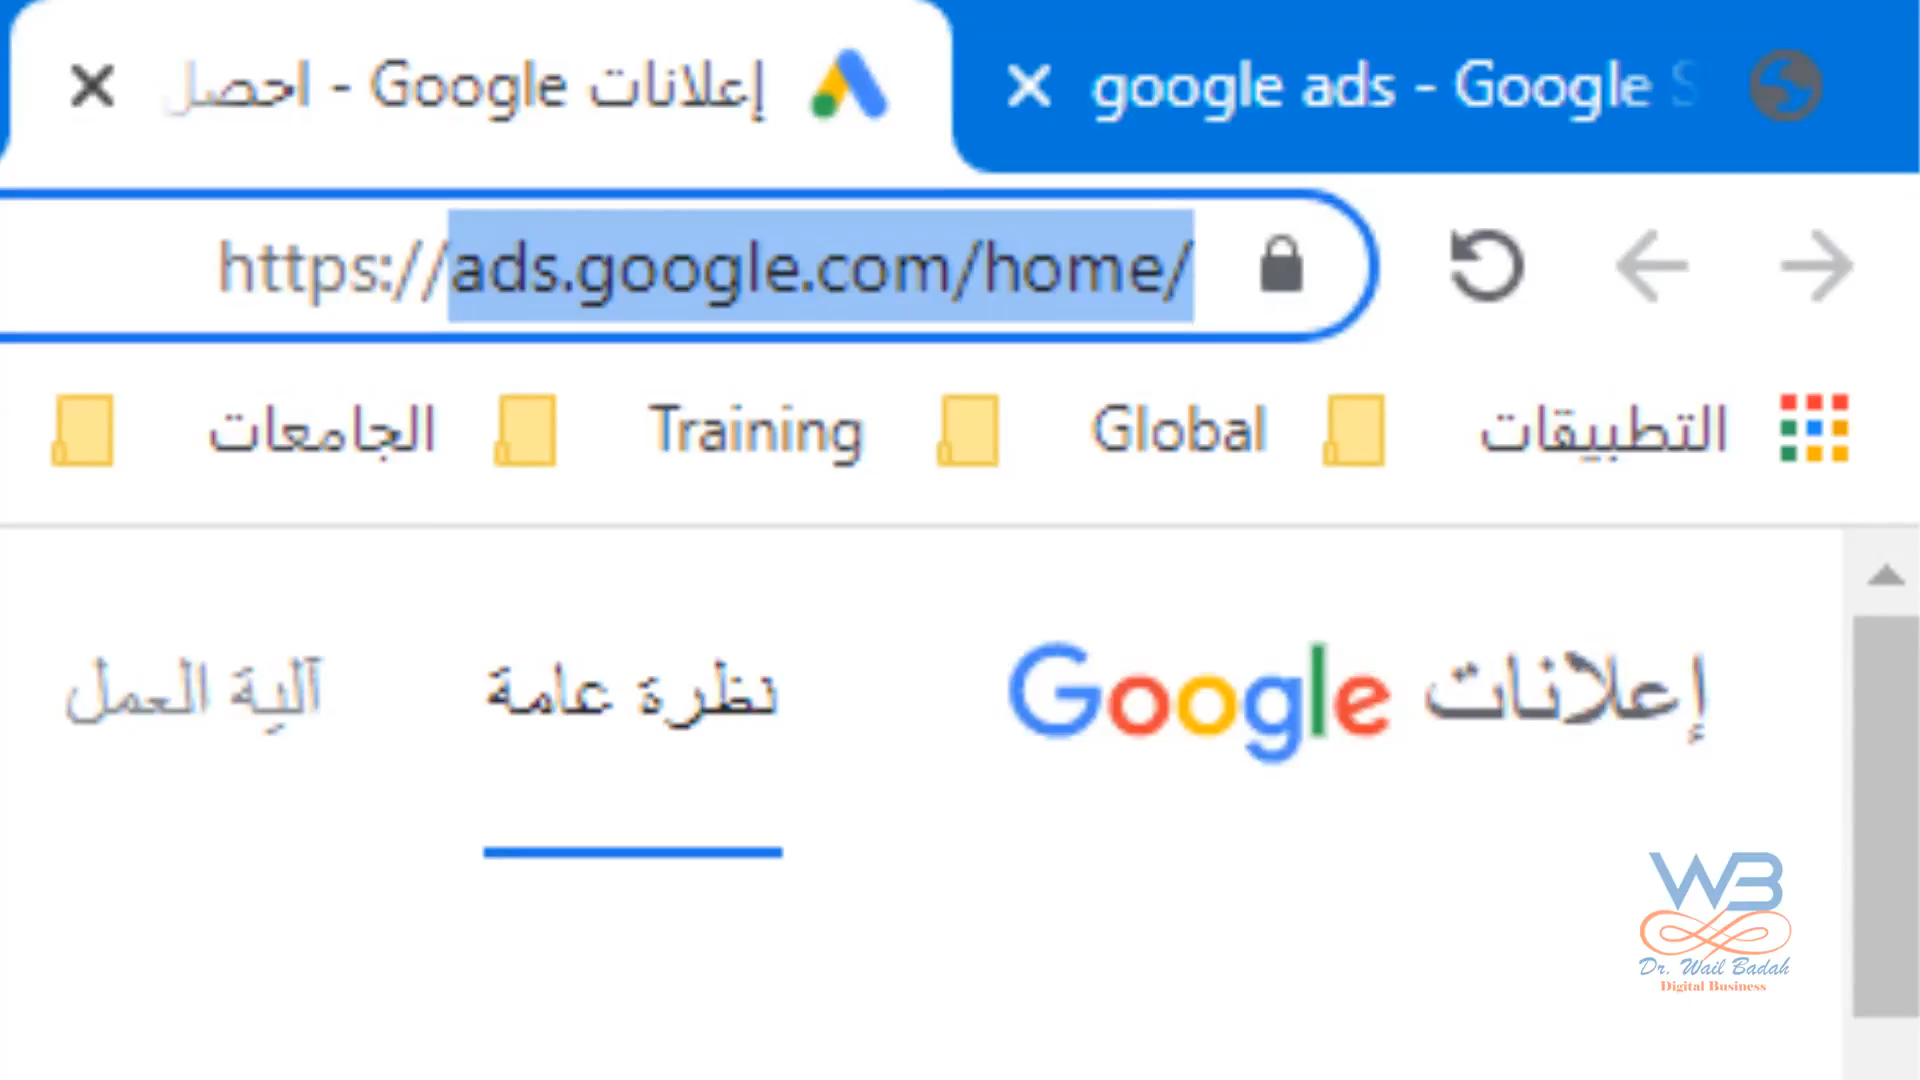 google ads - Google S
إعلانات Google - احصل
https://ads.google.com/home/
التطبيقات
Global
Training
الجامعات
إعلانات Google
نظرة عامة
آلية العمل
WB
Dr. Wail Badah
Digital Business